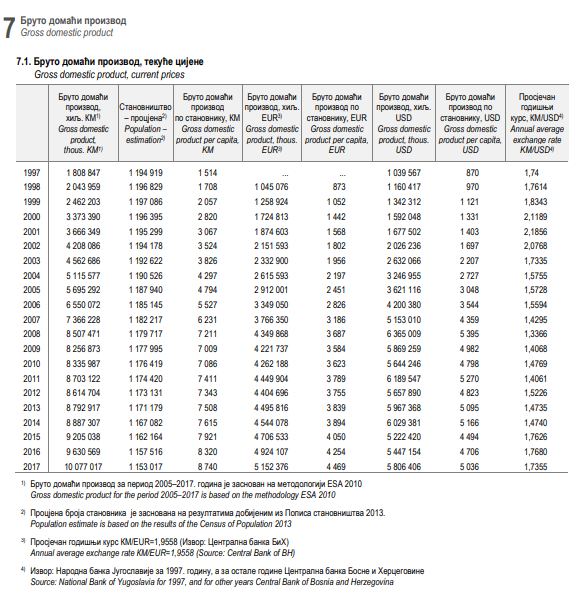 7 Бруто домаћи производ
Gross domestic product
7.1. Бруто домаћи производ, текуће цијене
Gross domestic product, current prices
Бруто домаћи производ, хиљ. КМ1) Gross domestic product, thous. KM1) | Становништво – процјена2) Population – estimation2) | Бруто домаћи производ по становнику, КМ Gross domestic product per capita, KM | Бруто домаћи производ, хиљ. EUR3) Gross domestic product, thous. EUR3) | Бруто домаћи производ по становнику, EUR Gross domestic product per capita, EUR | Бруто домаћи производ, хиљ. USD Gross domestic product, thous. USD | Бруто домаћи производ по становнику, USD Gross domestic product per capita, USD | Просјечан годишњи курс, KM/USD4) Annual average exchange rate KM/USD4)
1997 1 808 847 1 194 919 1 514 ... ... 1 039 567 870 1,74
1998 2 043 959 1 196 829 1 708 1 045 076 873 1 160 417 970 1,7614
1999 2 462 203 1 197 086 2 057 1 258 924 1 052 1 342 312 1 121 1,8343
2000 3 373 390 1 196 395 2 820 1 724 813 1 442 1 592 048 1 331 2,1189
2001 3 666 349 1 195 299 3 067 1 874 603 1 568 1 677 502 1 403 2,1856
2002 4 208 086 1 194 178 3 524 2 151 593 1 802 2 026 236 1 697 2,0768
2003 4 562 686 1 192 622 3 826 2 332 900 1 956 2 632 066 2 207 1,7335
2004 5 115 577 1 190 526 4 297 2 615 593 2 197 3 246 955 2 727 1,5755
2005 5 695 292 1 187 940 4 794 2 912 001 2 451 3 621 116 3 048 1,5728
2006 6 550 072 1 185 145 5 527 3 349 050 2 826 4 200 380 3 544 1,5594
2007 7 366 228 1 182 217 6 231 3 766 350 3 186 5 153 010 4 359 1,4295
2008 8 507 471 1 179 717 7 211 4 349 868 3 687 6 365 009 5 395 1,3366
2009 8 256 873 1 177 995 7 009 4 221 737 3 584 5 869 259 4 982 1,4068
2010 8 335 987 1 176 419 7 086 4 262 188 3 623 5 644 246 4 798 1,4769
2011 8 703 122 1 174 420 7 411 4 449 904 3 789 6 189 547 5 270 1,4061
2012 8 614 704 1 173 131 7 343 4 404 696 3 755 5 657 890 4 823 1,5226
2013 8 792 917 1 171 179 7 508 4 495 816 3 839 5 967 368 5 095 1,4735
2014 8 887 307 1 167 082 7 615 4 544 078 3 894 6 029 381 5 166 1,4740
2015 9 205 038 1 162 164 7 921 4 706 533 4 050 5 222 420 4 494 1,7626
2016 9 630 569 1 157 516 8 320 4 924 107 4 254 5 447 154 4 706 1,7680
2017 10 077 017 1 153 017 8 740 5 152 376 4 469 5 806 406 5 036 1,7355
1) Бруто домаћи производ за период 2005–2017. година је заснован на методологији ESA 2010
Gross domestic product for the period 2005–2017 is based on the methodology ESA 2010
2) Процјена броја становника је заснована на резултатима добијеним из Пописа становништва 2013.
Population estimate is based on the results of the Census of Population 2013
3) Просјечан годишњи курс KM/EUR=1,9558 (Извор: Централна банка БиХ)
Annual average exchange rate KM/EUR=1,9558 (Source: Central Bank of BH)
4) Извор: Народна банка Југославије за 1997. годину, а за остале године Централна банка Босне и Херцеговине
Source: National Bank of Yugoslavia for 1997, and for other years Central Bank of Bosnia and Herzegovina